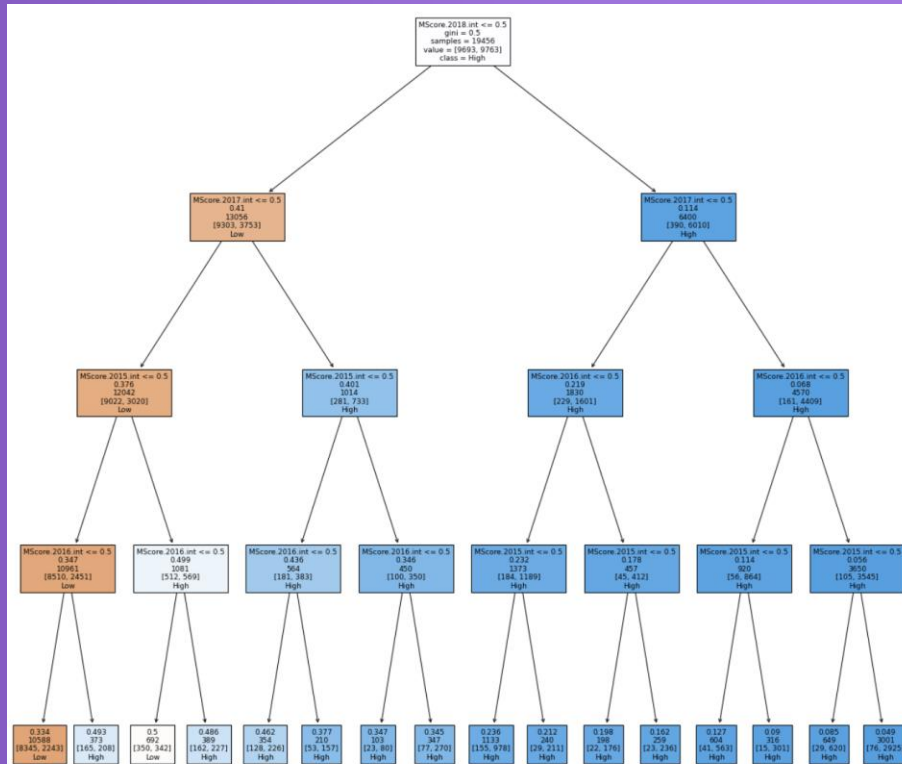 MScore.2018.int <= 0.5
gini = 0.5
samples = 19456
value = [9693, 9763]
class = High
MScore.2017.int <= 0.5
0.41
13056
[9303, 3753]
Low
MScore.2017.int <= 0.5
0.114
6400
[390, 6010]
High
MScore.2015.int <= 0.5
0.376
12042
[9022, 3020]
Low
MScore.2015.int <= 0.5
0.401
1014
[281, 733]
High
MScore.2016.int <= 0.5
0.219
1830
[229, 1601]
High
MScore.2016.int <= 0.5
0.068
4570
[161, 4409]
High
MScore.2016.int <= 0.5
0.347
10961
[8510, 2451]
Low
MScore.2016.int <= 0.5
0.499
1081
[512, 569]
High
MScore.2016.int <= 0.5
0.436
564
[181, 383]
High
MScore.2016.int <= 0.5
0.346
450
[100, 350]
High
MScore.2015.int <= 0.5
0.232
1373
[184, 1189]
High
MScore.2015.int <= 0.5
0.178
457
[45, 412]
High
MScore.2015.int <= 0.5
0.114
920
[56, 864]
High
MScore.2015.int <= 0.5
0.056
3650
[105, 3545]
High
0.334
10588
[8345, 2243]
Low
0.493
373
[165, 208]
High
0.5
692
[350, 342]
Low
0.486
389
[162, 227]
High
0.462
354
[128, 226]
High
0.377
210
[53, 157]
High
0.347
103
[23, 80]
High
0.345
347
[77, 270]
High
0.236
1133
[155, 978]
High
0.212
240
[29, 211]
High
0.198
198
[22, 176]
High
0.162
259
[23, 236]
High
0.127
604
[41, 563]
High
0.09
316
[15, 301]
High
0.085
649
[29, 620]
High
0.049
3001
[76, 2925]
High